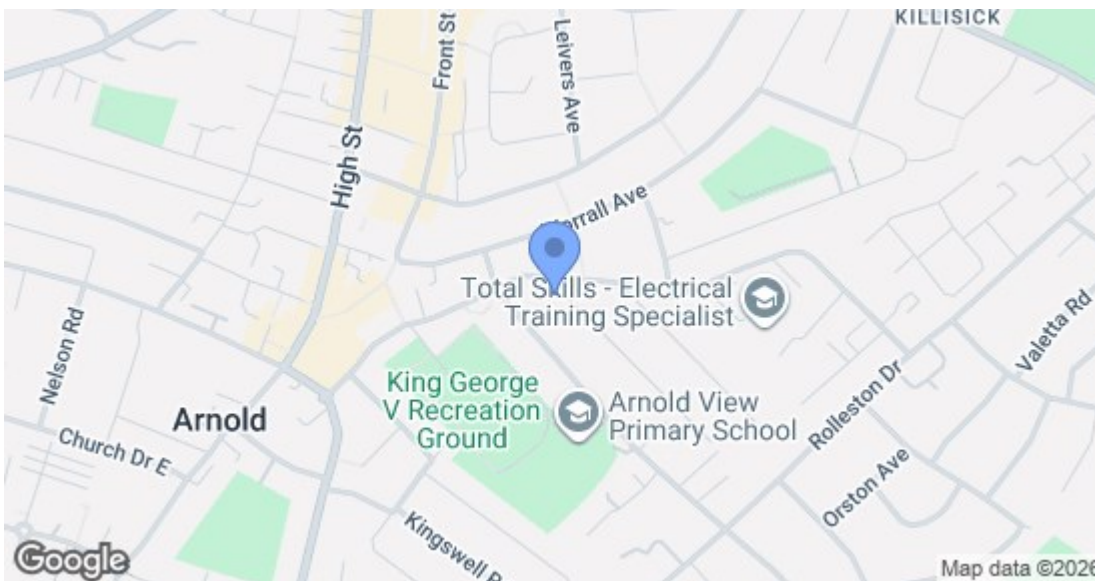 KILLISICK
Front St
Leivers Ave
High St
Total Skills - Electrical
Training Specialist
Nelson Rd
Valetta Rd
King George
V Recreation
Ground
Arnold View
Primary School
Rolleston Dr
Arnold
Church Dr E
Orston Ave
Kingswell
Google
Map data ©2026